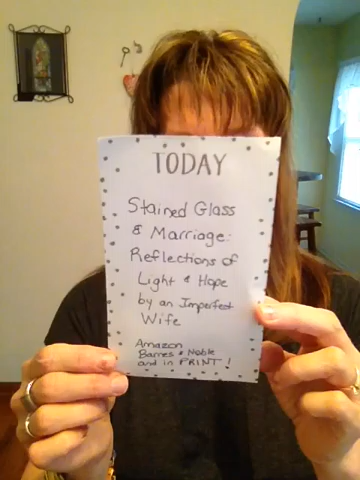 TODAY
Stained Glass
& Marriage:
Reflections of
Light & Hope
by an Imperfect
Wife
Amazon
Barnes & Noble
and in PRINT!